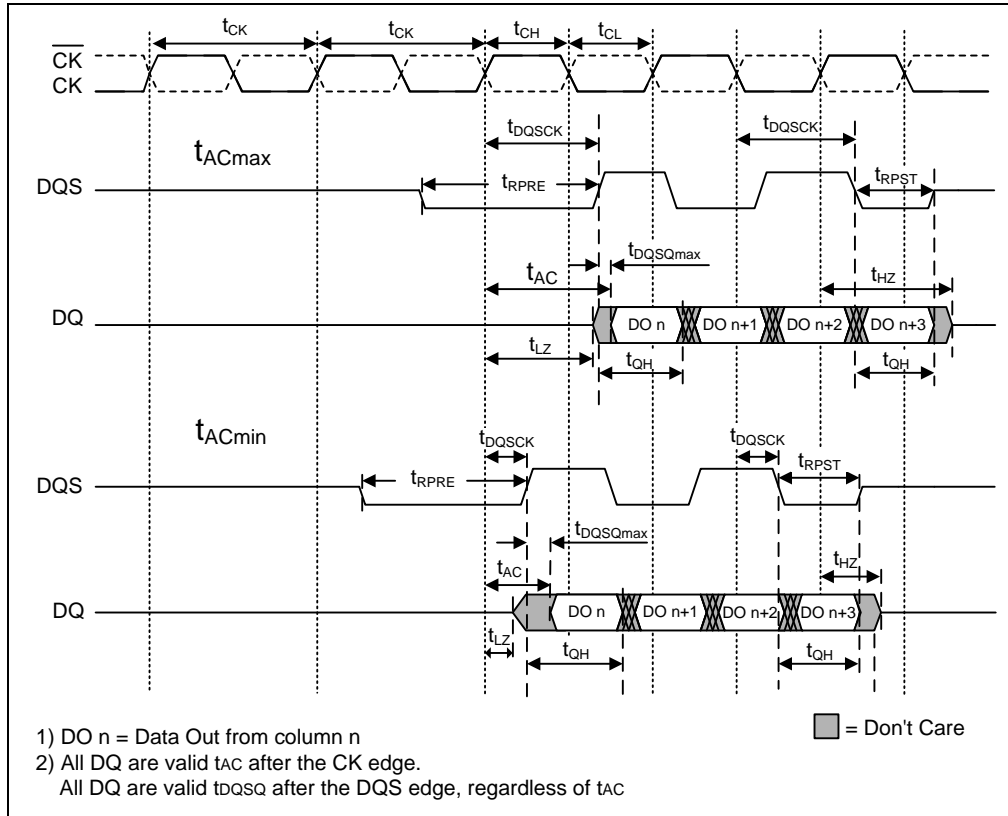 tCK tCK tCH tCL
CK
CK
tDQSCK tDQSCK
tACmax
tRPRE tRPST
DQS
tDQSQmax
tAC tHZ
DQ DO n DO n+1 DO n+2 DO n+3
tLZ
tQH tQH
tACmin
tDQSCK tDQSCK
tRPRE tRPST
DQS
tDQSQmax
tAC tHZ
DQ DO n DO n+1 DO n+2 DO n+3
tLZ
tQH tQH
1) DO n = Data Out from column n
= Don't Care
2) All DQ are valid tAC after the CK edge.
All DQ are valid tDQSQ after the DQS edge, regardless of tAC